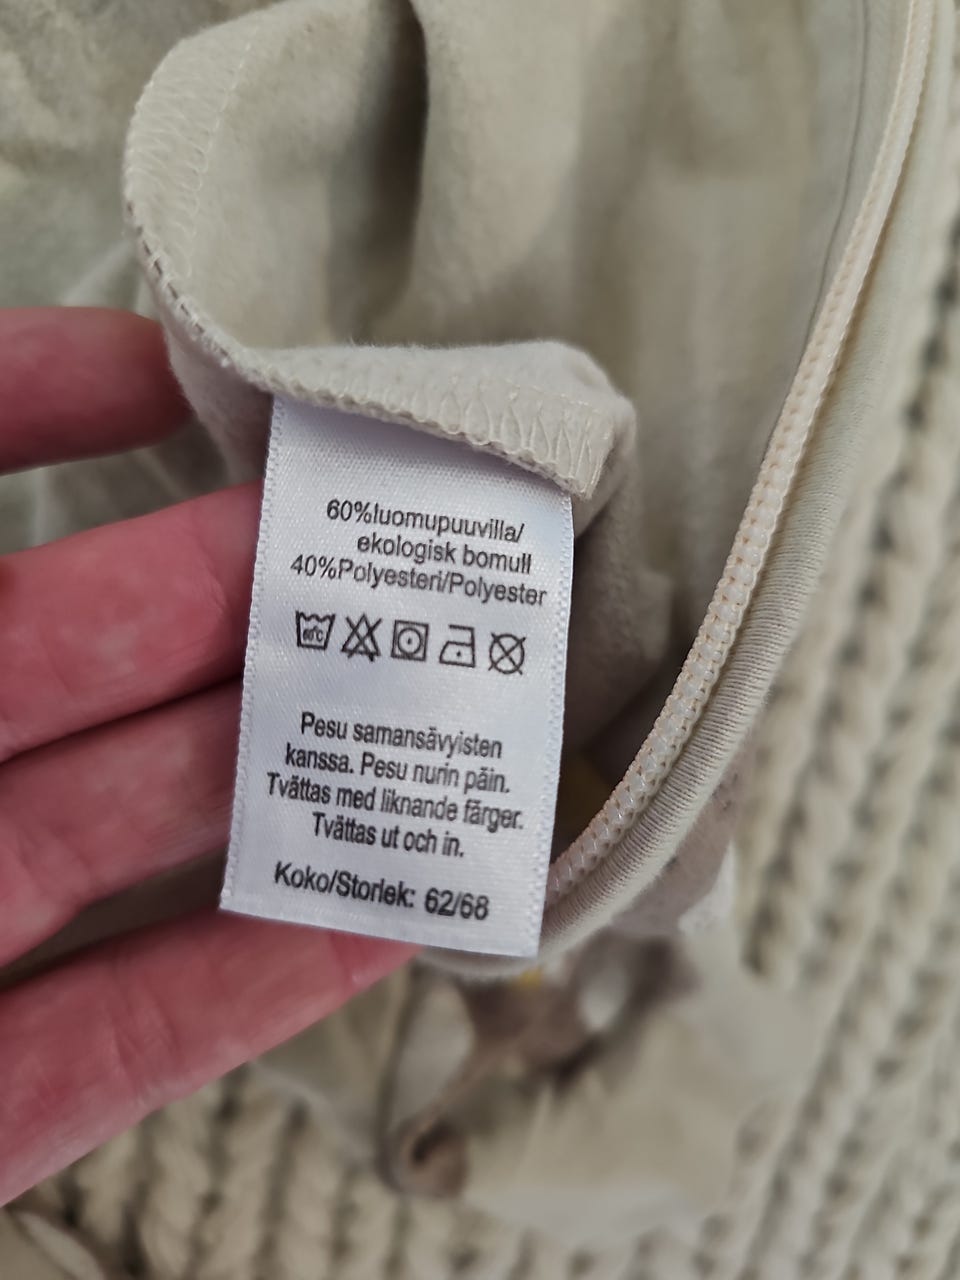 60%luomupuuvilla/
ekologisk bomull
40%Polyesteri/Polyester
60°C
Pesu samansävyisten
kanssa. Pesu nurin päin.
Tvättas med liknande färger.
Tvättas ut och in.
Koko/Storlek: 62/68